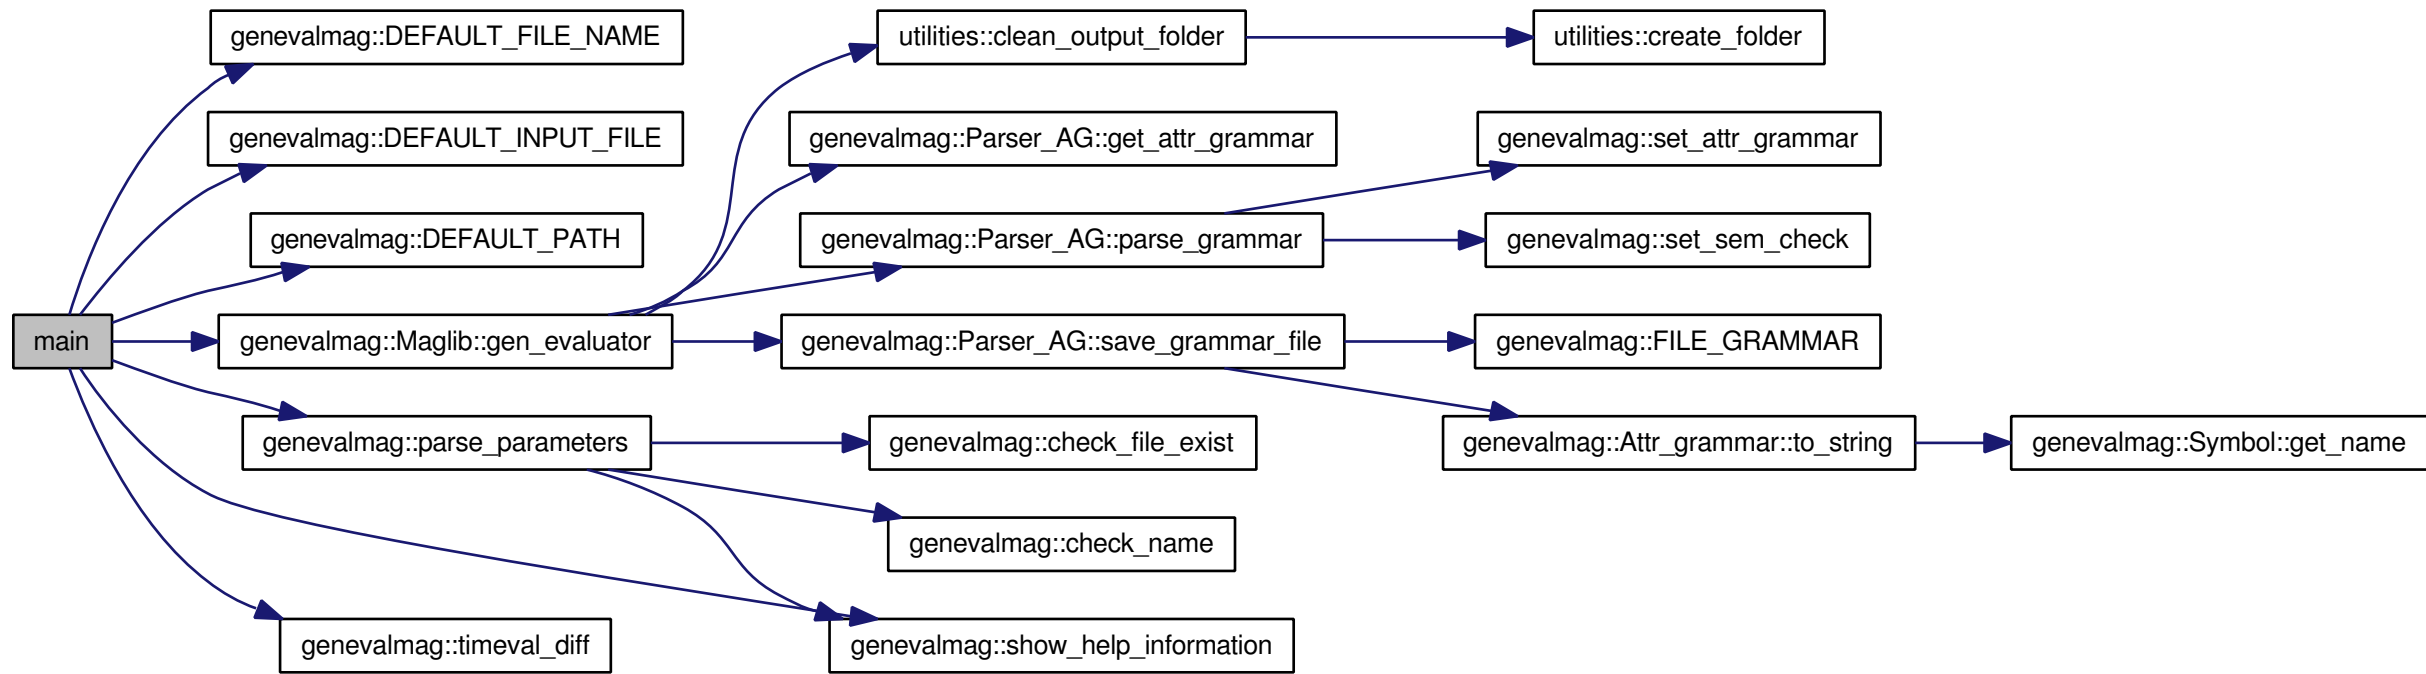 genevalmag::DEFAULT_FILE_NAME
utilities::clean_output_folder
utilities::create_folder
genevalmag::DEFAULT_INPUT_FILE
genevalmag::Parser_AG::get_attr_grammar
genevalmag::set_attr_grammar
genevalmag::DEFAULT_PATH
genevalmag::Parser_AG::parse_grammar
genevalmag::set_sem_check
main
genevalmag::Maglib::gen_evaluator
genevalmag::Parser_AG::save_grammar_file
genevalmag::FILE_GRAMMAR
genevalmag::parse_parameters
genevalmag::check_file_exist
genevalmag::Attr_grammar::to_string
genevalmag::Symbol::get_name
genevalmag::check_name
genevalmag::timeval_diff
genevalmag::show_help_information